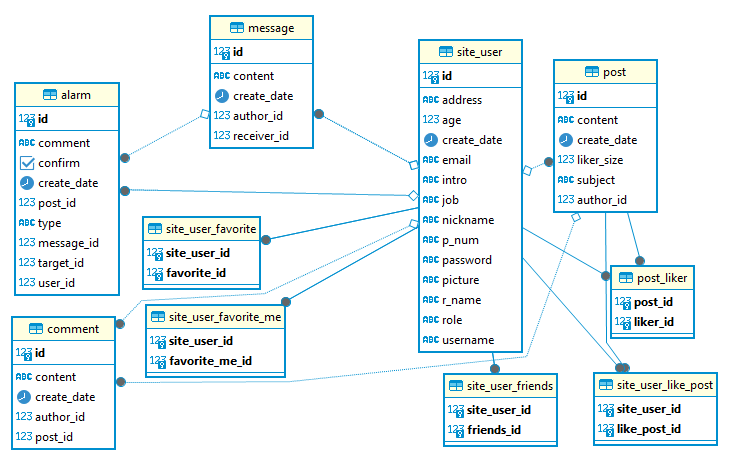 message
123 id
ABC content
create_date
123 author_id
123 receiver_id
site_user
123 id
ABC address
123 age
create_date
ABC email
ABC intro
ABC job
ABC nickname
ABC p_num
ABC password
ABC picture
ABC r_name
ABC role
ABC username
post
123 id
ABC content
create_date
123 liker_size
ABC subject
123 author_id
alarm
123 id
ABC comment
confirm
create_date
123 post_id
ABC type
123 message_id
123 target_id
123 user_id
site_user_favorite
123 site_user_id
123 favorite_id
site_user_favorite_me
123 site_user_id
123 favorite_me_id
post_liker
123 post_id
123 liker_id
comment
123 id
ABC content
create_date
123 author_id
123 post_id
site_user_friends
123 site_user_id
123 friends_id
site_user_like_post
123 site_user_id
123 like_post_id